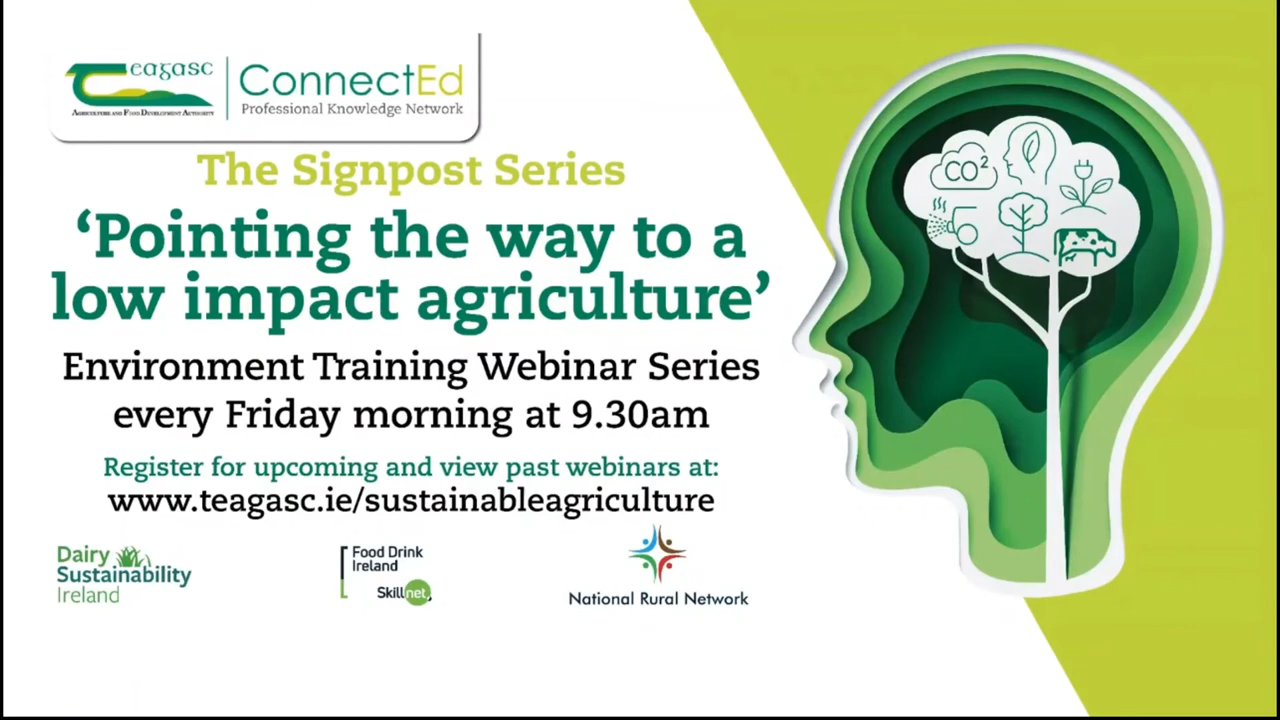 Teagasc
Agriculture and Food Development Authority
ConnectEd
Professional Knowledge Network
The Signpost Series
‘Pointing the way to a
low impact agriculture’
Environment Training Webinar Series
every Friday morning at 9.30am
Register for upcoming and view past webinars at:
www.teagasc.ie/sustainableagriculture
Dairy
Sustainability
Ireland
Food Drink
Ireland
Skillnet
National Rural Network
CO²